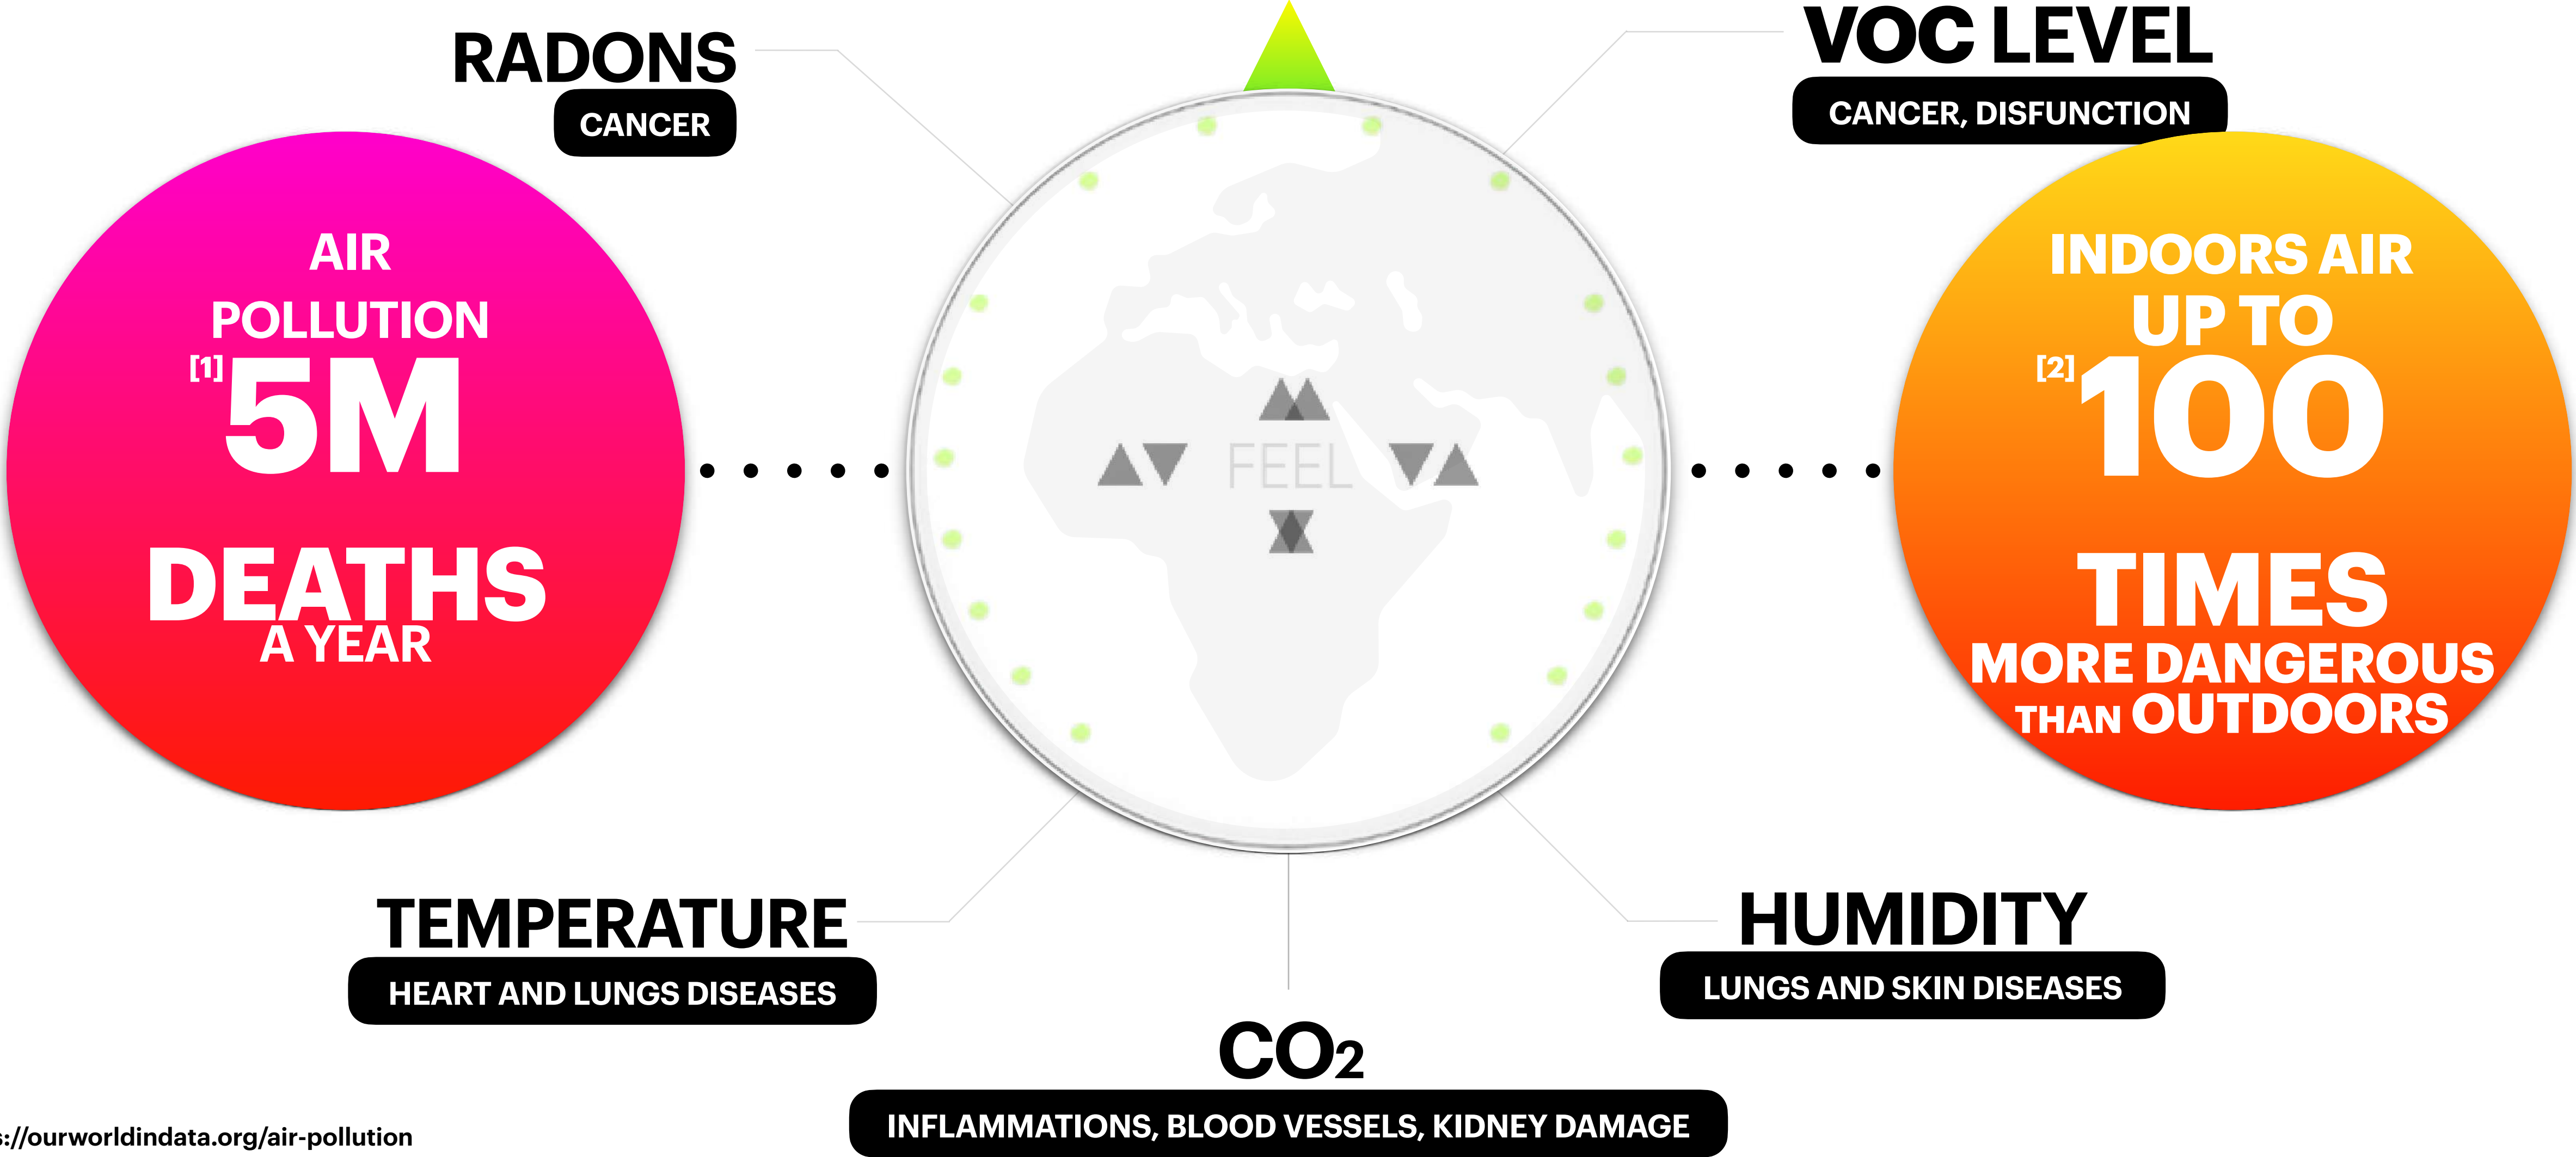 RADONS
CANCER
VOC LEVEL
CANCER, DISFUNCTION
AIR
POLLUTION
[1] 5M
DEATHS
A YEAR
FEEL
INDOORS AIR
UP TO
[2] 100
TIMES
MORE DANGEROUS
THAN OUTDOORS
TEMPERATURE
HEART AND LUNGS DISEASES
HUMIDITY
LUNGS AND SKIN DISEASES
CO2
INFLAMMATIONS, BLOOD VESSELS, KIDNEY DAMAGE
s://ourworldindata.org/air-pollution